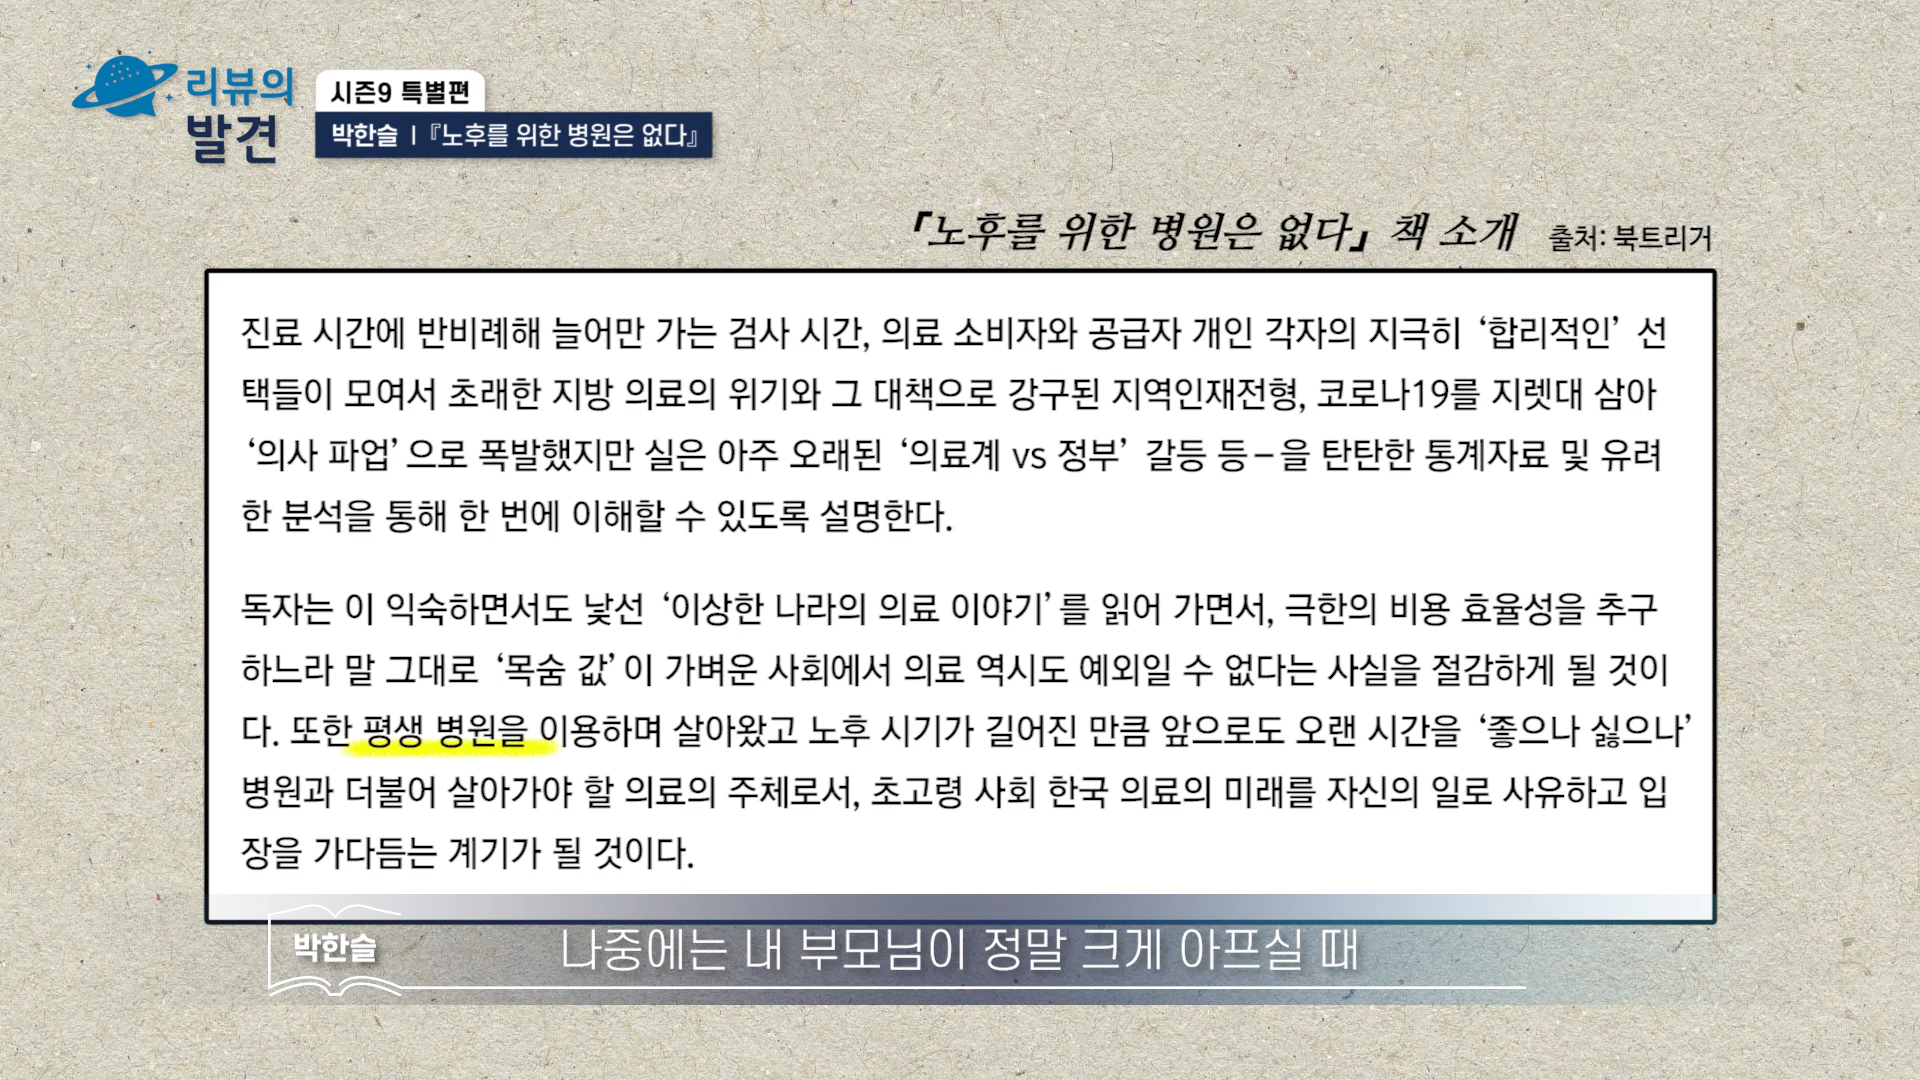 리뷰의
발견
시즌9 특별편
박한슬 | 『노후를 위한 병원은 없다』
「노후를 위한 병원은 없다」 책 소개 출처: 북트리거
진료 시간에 반비례해 늘어만 가는 검사 시간, 의료 소비자와 공급자 개인 각자의 지극히 ‘합리적인’ 선
택들이 모여서 초래한 지방 의료의 위기와 그 대책으로 강구된 지역인재전형, 코로나19를 지렛대 삼아
‘의사 파업’으로 폭발했지만 실은 아주 오래된 ‘의료계 vs 정부’ 갈등 등－을 탄탄한 통계자료 및 유려
한 분석을 통해 한 번에 이해할 수 있도록 설명한다.
독자는 이 익숙하면서도 낯선 ‘이상한 나라의 의료 이야기’를 읽어 가면서, 극한의 비용 효율성을 추구
하느라 말 그대로 ‘목숨 값’이 가벼운 사회에서 의료 역시도 예외일 수 없다는 사실을 절감하게 될 것이
다. 또한 평생 병원을 이용하며 살아왔고 노후 시기가 길어진 만큼 앞으로도 오랜 시간을 ‘좋으나 싫으나’
병원과 더불어 살아가야 할 의료의 주체로서, 초고령 사회 한국 의료의 미래를 자신의 일로 사유하고 입
장을 가다듬는 계기가 될 것이다.
박한슬
나중에는 내 부모님이 정말 크게 아프실 때